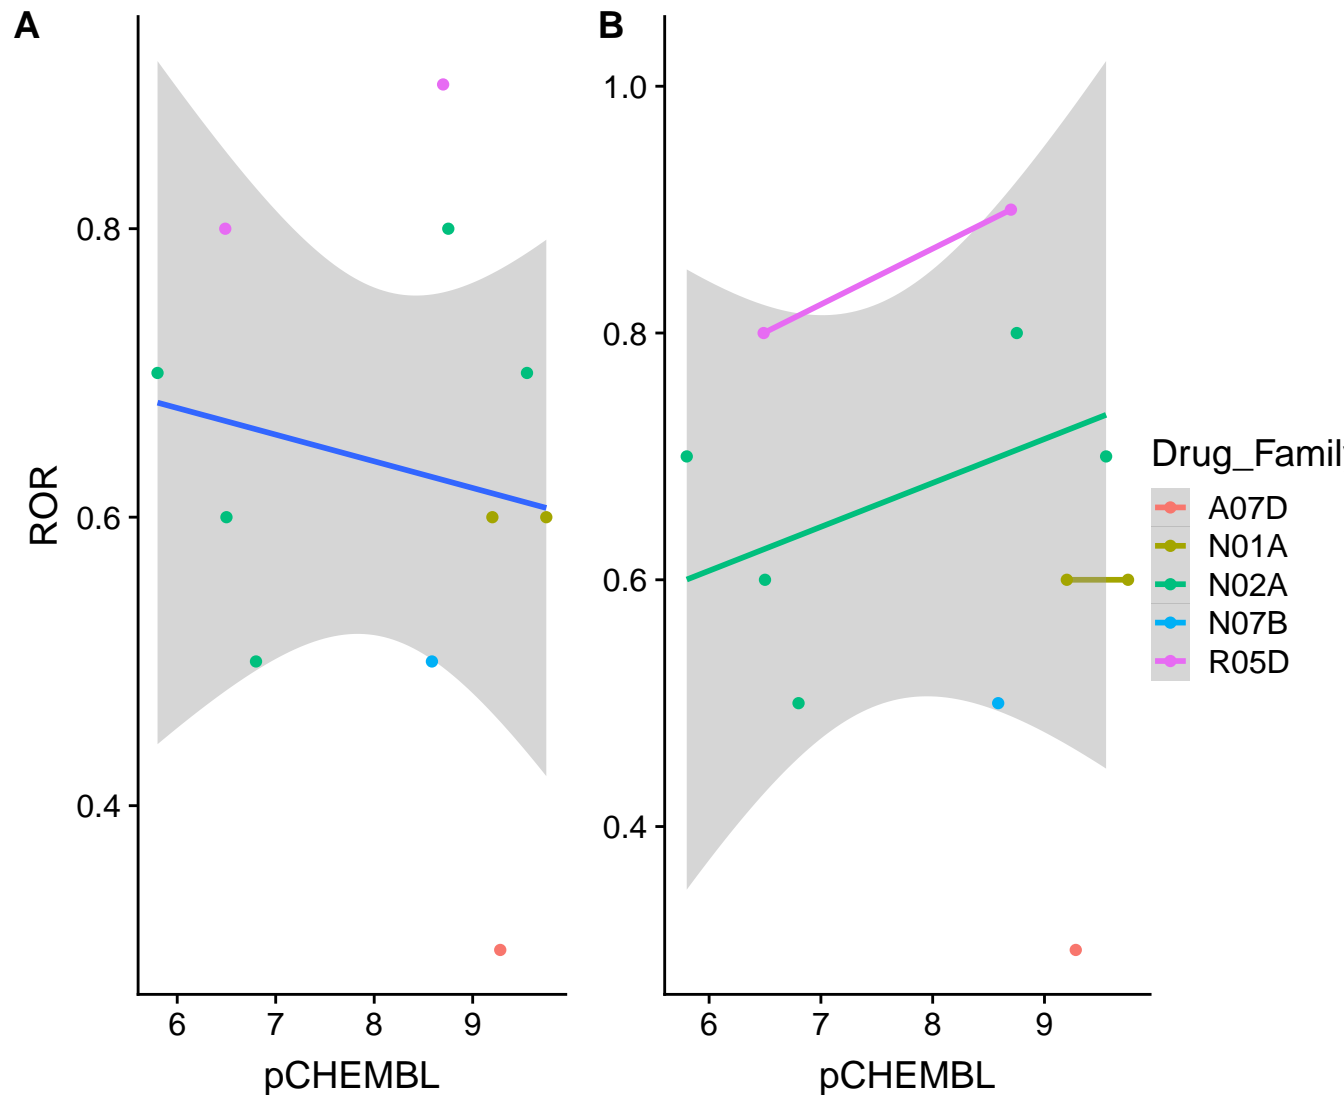 A
B
ROR
0.8
0.6
0.4
6 7 8 9
pCHEMBL
1.0
0.8
0.6
0.4
6 7 8 9
pCHEMBL
Drug_Famil
A07D
N01A
N02A
N07B
R05D